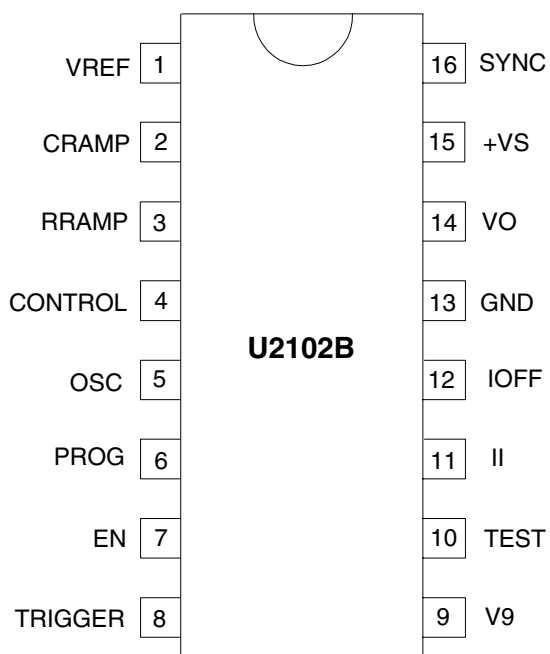 VREF 1 16 SYNC
CRAMP 2 15 +VS
RRAMP 3 14 VO
CONTROL 4 13 GND
U2102B
OSC 5 12 IOFF
PROG 6 11 II
EN 7 10 TEST
TRIGGER 8 9 V9